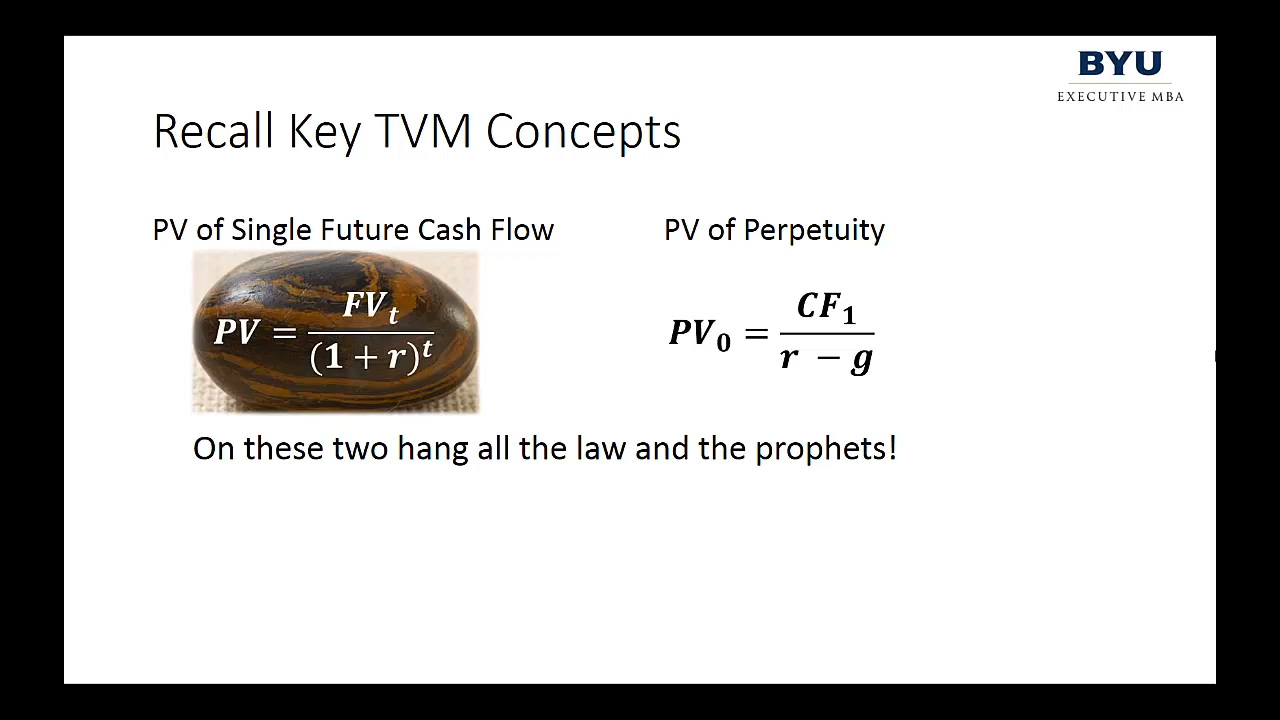 BYU
EXECUTIVE MBA
Recall Key TVM Concepts
PV of Single Future Cash Flow
PV = FV_t / (1 + r)^t
PV of Perpetuity
PV_0 = CF_1 / (r - g)
On these two hang all the law and the prophets!